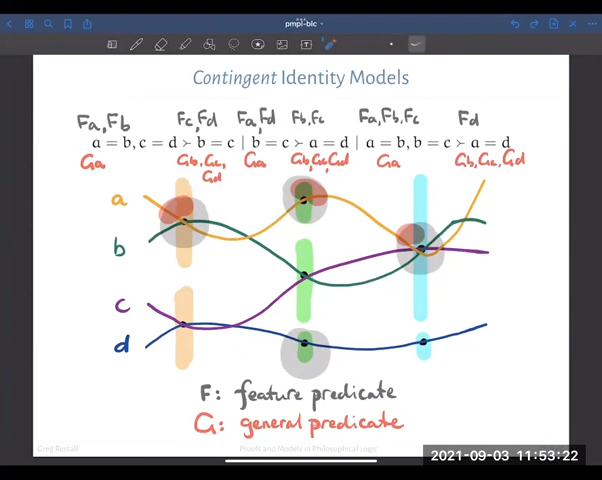 pmpl-blc
Contingent Identity Models
Fa,Fb Fc,Fd Fa,Fd Fb,Fc Fa,Fb,Fc Fd
a = b, c = d ≻ b = c | b = c ≻ a = d | a = b, b = c ≻ a = d
Ga Gb,Gc, Gd Ga Gb,Gc,Gd Ga Gb,Gc,Gd
a
b
c
d
F: feature predicate
G: general predicate
Greg Restall Proofs and Models in Philosophical Logic
2021-09-03 11:53:22